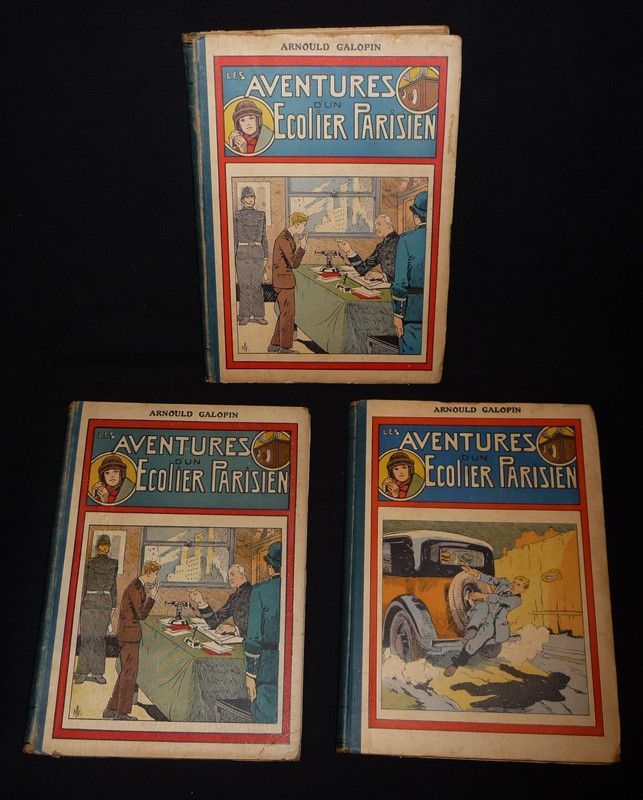 ARNOULD GALOPIN
LES
AVENTURES
D'UN
ECOLIER PARISIEN
ARNOULD GALOPIN
LES
AVENTURES
D'UN
ECOLIER PARISIEN
ARNOULD GALOPIN
LES
AVENTURES
D'UN
ECOLIER PARISIEN